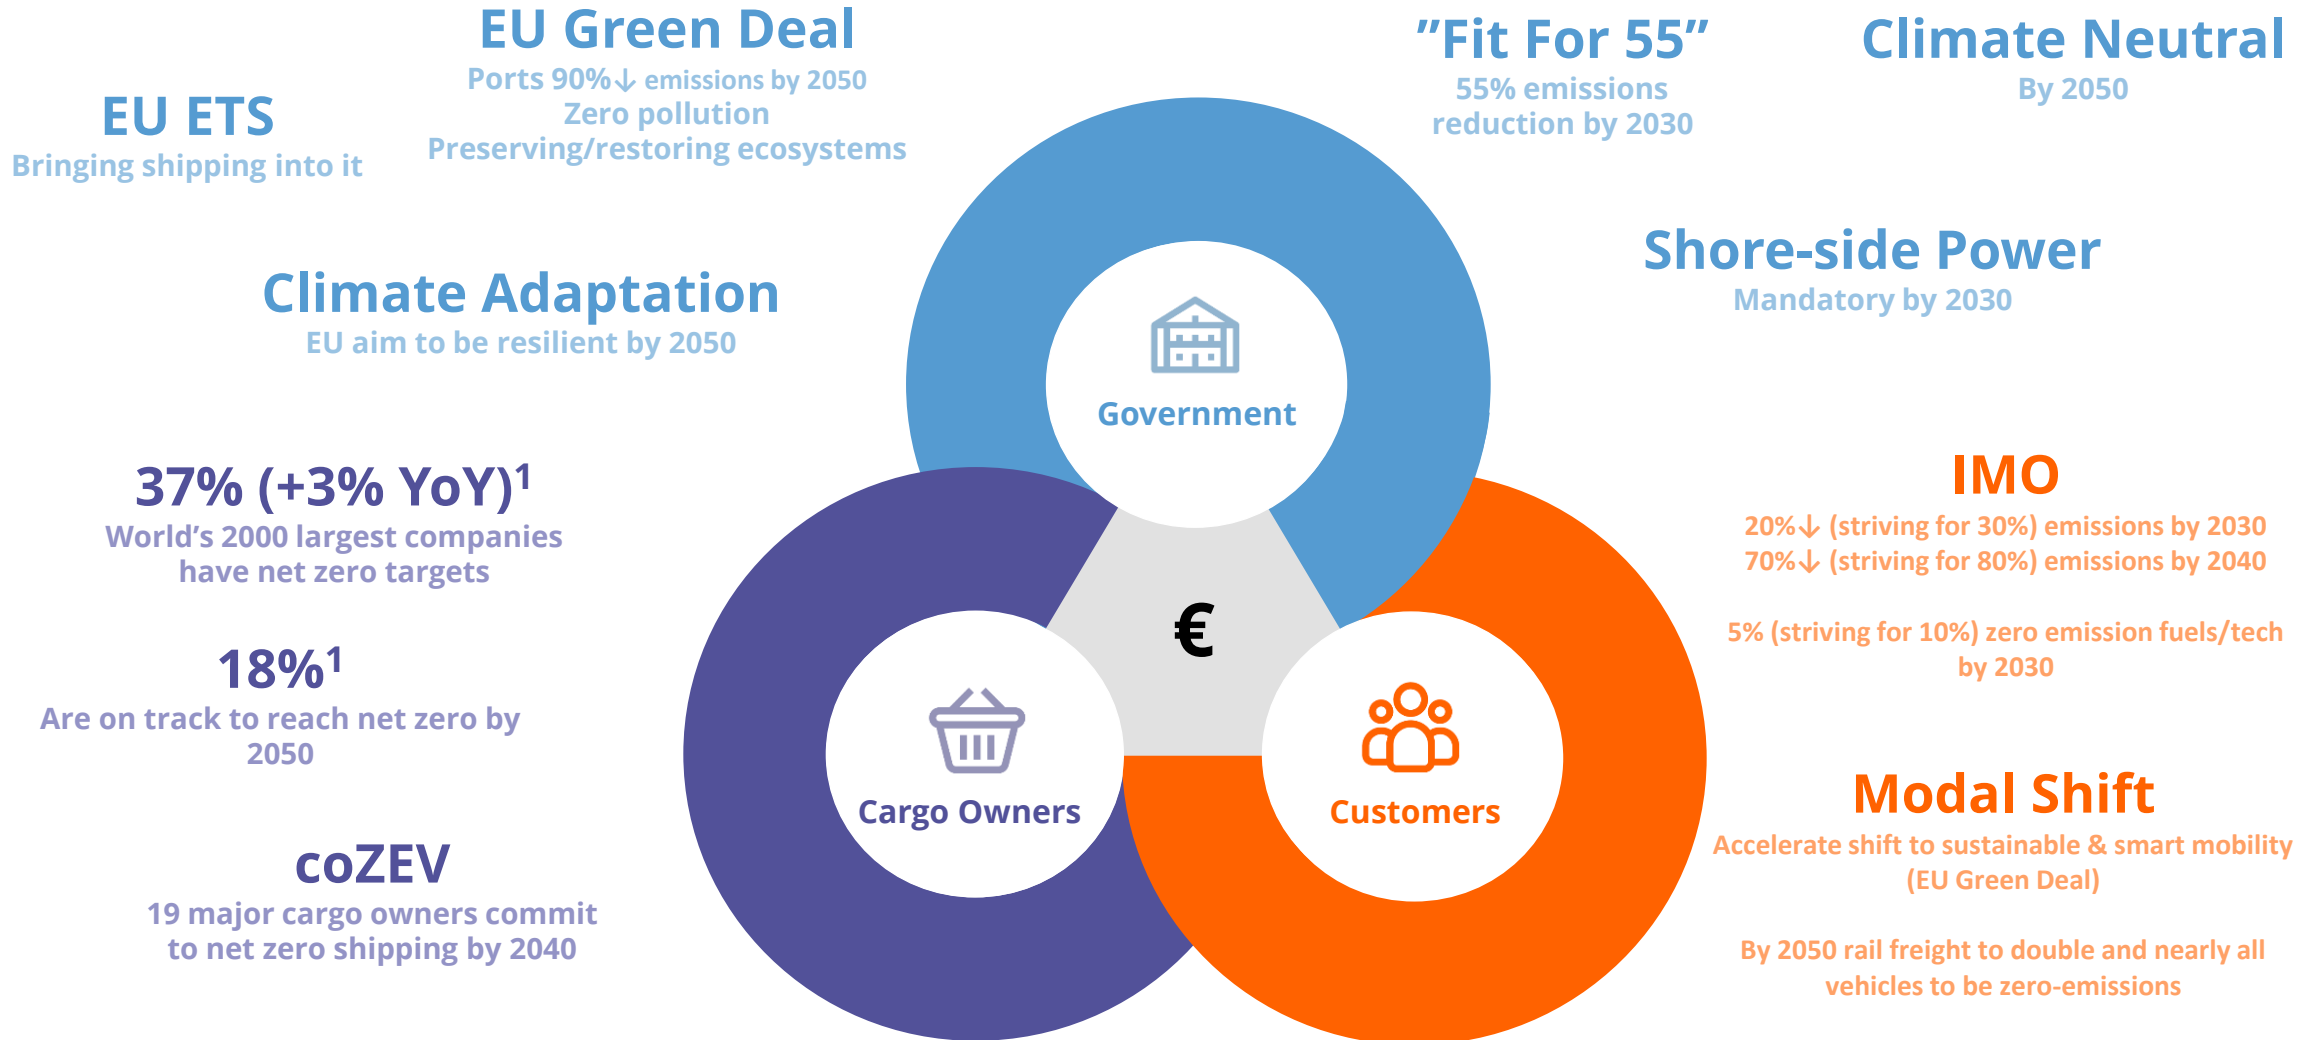 EU Green Deal
Ports 90%↓ emissions by 2050
Zero pollution
Preserving/restoring ecosystems
”Fit For 55”
55% emissions
reduction by 2030
Climate Neutral
By 2050
EU ETS
Bringing shipping into it
Climate Adaptation
EU aim to be resilient by 2050
Shore-side Power
Mandatory by 2030
Government
37% (+3% YoY)¹
World’s 2000 largest companies
have net zero targets
18%¹
Are on track to reach net zero by
2050
coZEV
19 major cargo owners commit
to net zero shipping by 2040
€
Cargo Owners
Customers
IMO
20%↓ (striving for 30%) emissions by 2030
70%↓ (striving for 80%) emissions by 2040
5% (striving for 10%) zero emission fuels/tech
by 2030
Modal Shift
Accelerate shift to sustainable & smart mobility
(EU Green Deal)
By 2050 rail freight to double and nearly all
vehicles to be zero-emissions